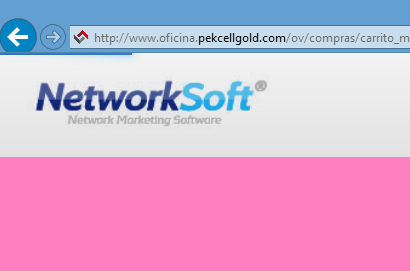 http://www.oficina.pekcellgold.com/ov/compras/carrito_m
NetworkSoft®
Network Marketing Software